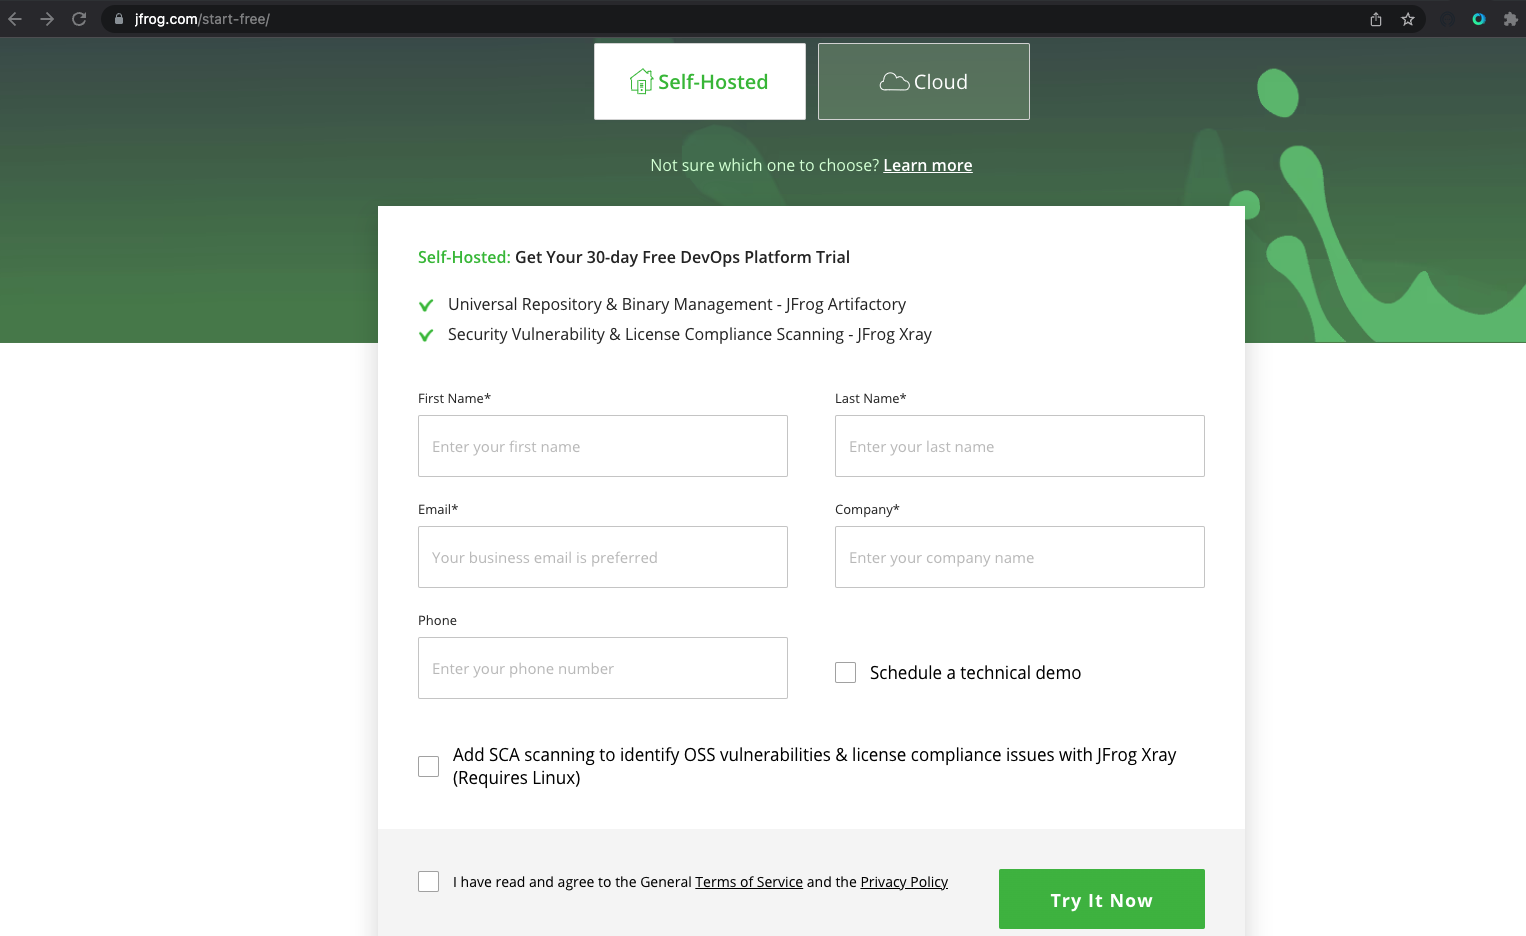 jfrog.com/start-free/
Self-Hosted
Cloud
Not sure which one to choose? Learn more
Self-Hosted: Get Your 30-day Free DevOps Platform Trial
Universal Repository & Binary Management - JFrog Artifactory
Security Vulnerability & License Compliance Scanning - JFrog Xray
First Name*
Last Name*
Enter your first name
Enter your last name
Email*
Company*
Your business email is preferred
Enter your company name
Phone
Enter your phone number
Schedule a technical demo
Add SCA scanning to identify OSS vulnerabilities & license compliance issues with JFrog Xray
(Requires Linux)
I have read and agree to the General Terms of Service and the Privacy Policy
Try It Now